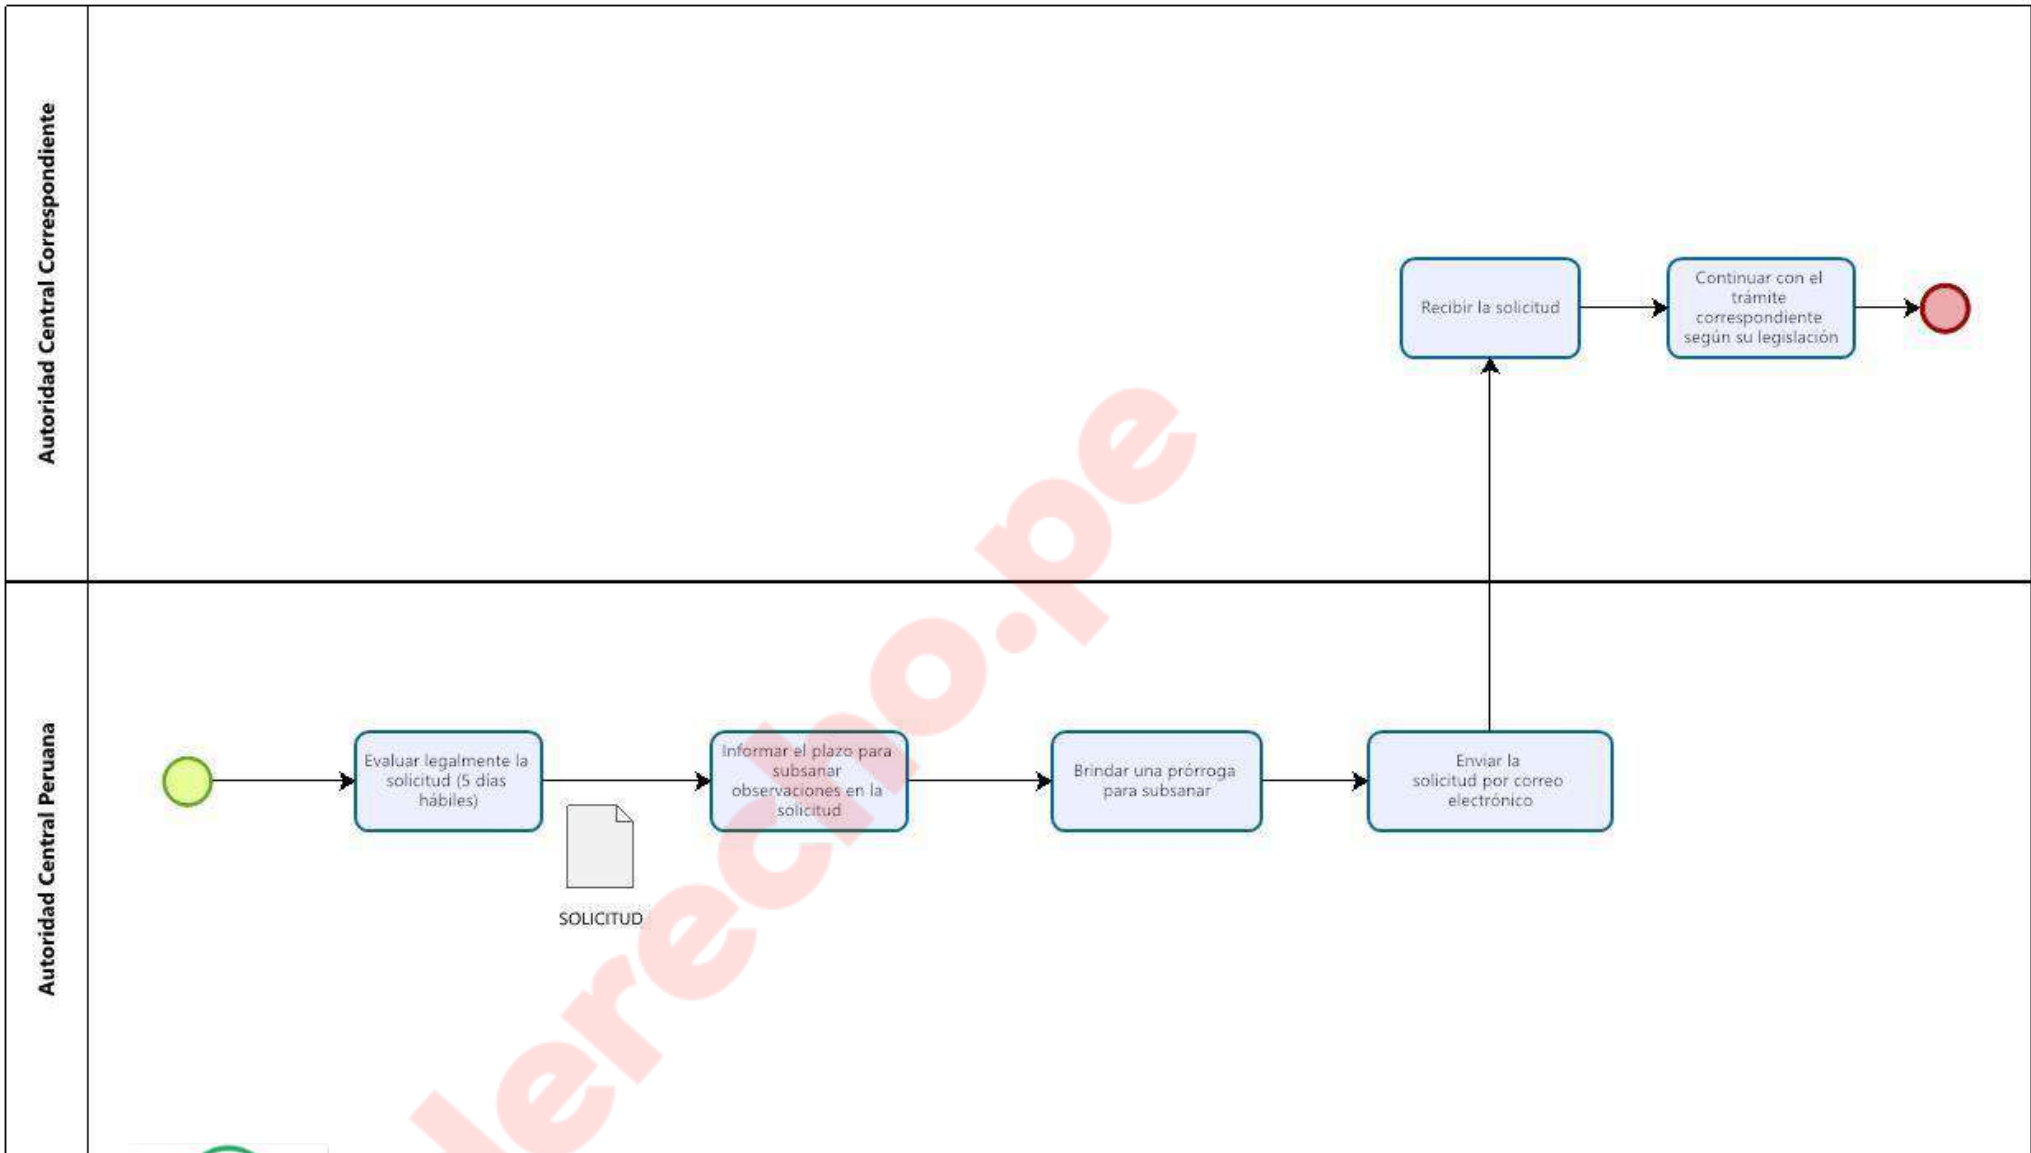 Autoridad Central Correspondiente
Recibir la solicitud
Continuar con el
trámite
correspondiente
según su legislación
Autoridad Central Peruana
Evaluar legalmente la
solicitud (5 días
hábiles)
SOLICITUD
Informar el plazo para
subsanar
observaciones en la
solicitud
Brindar una prórroga
para subsanar
Enviar la
solicitud por correo
electrónico
derecho.pe